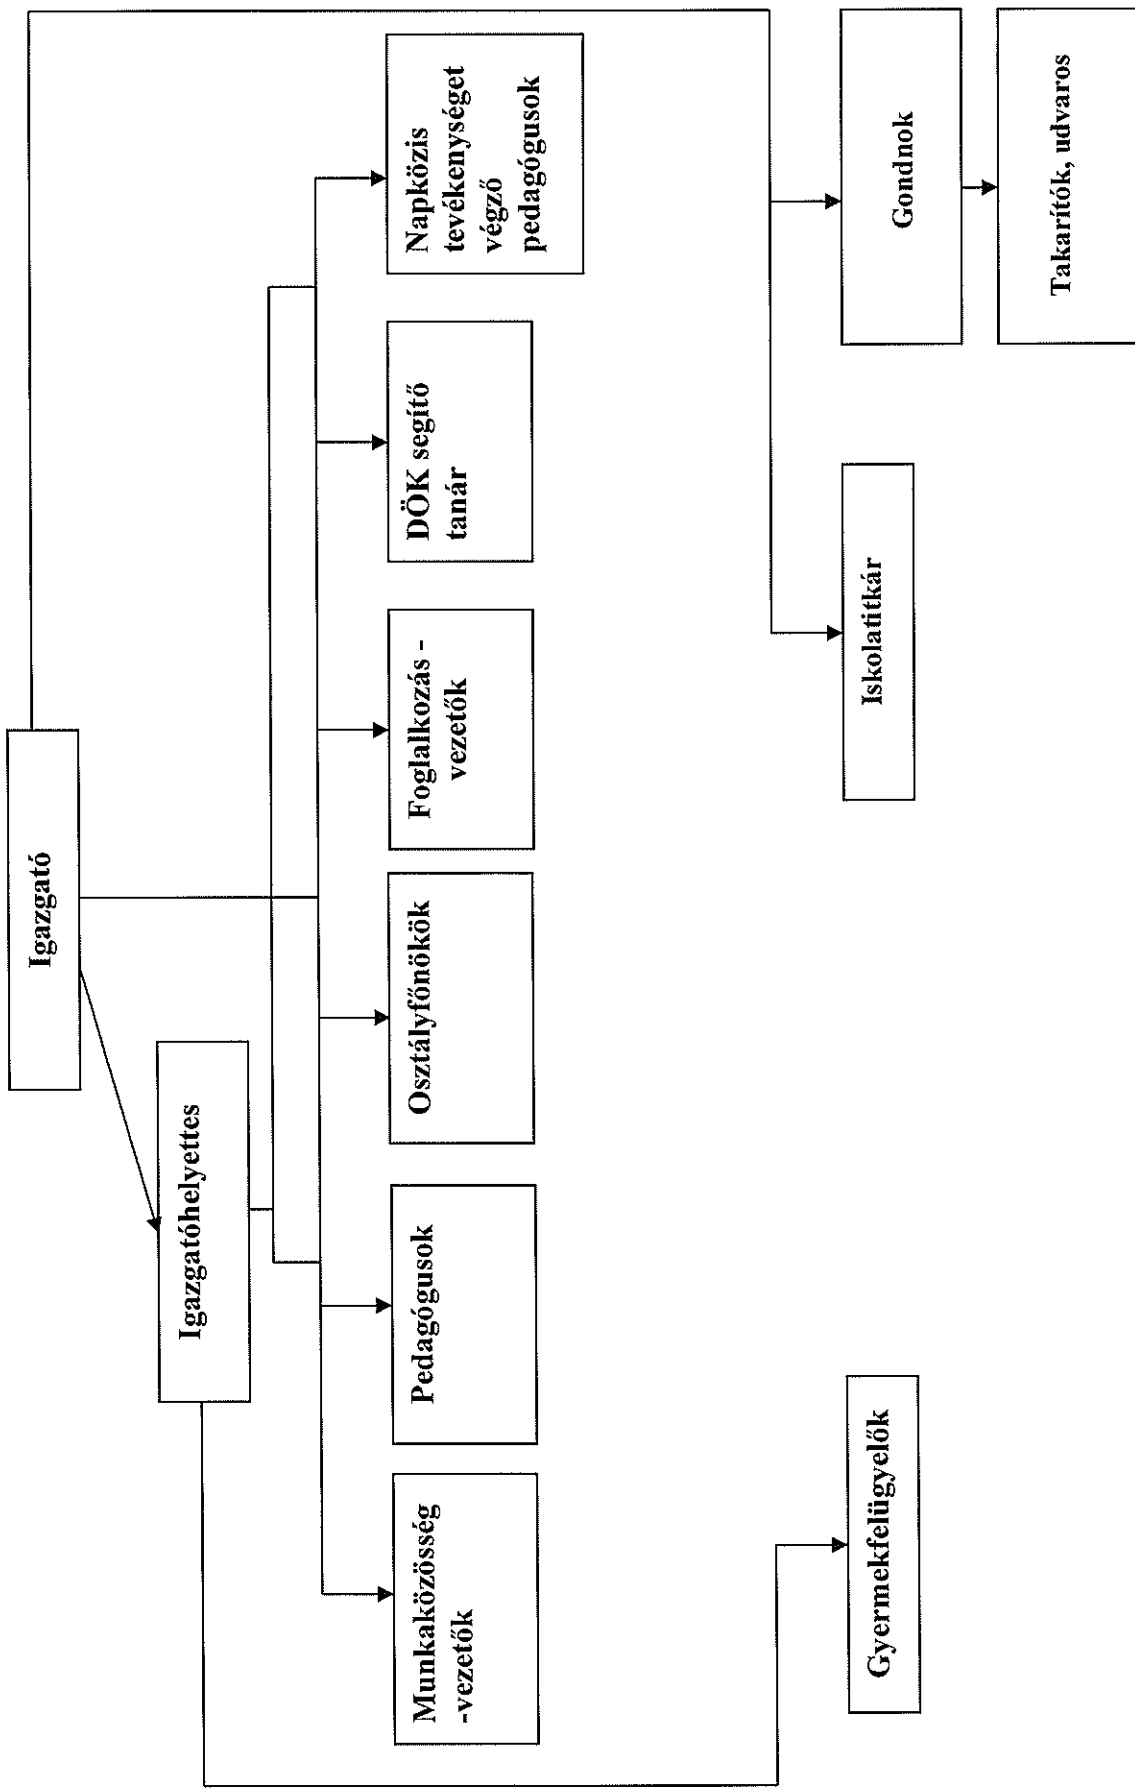 Igazgató
Igazgatóhelyettes
Munkaközösség
-vezetők
Pedagógusok
Osztályfőnökök
Foglalkozás -
vezetők
DÖK segítő
tanár
Napközis
tevékenységet
végző
pedagógusok
Gyermekfelügyelők
Iskolatitkár
Gondnok
Takarítók, udvaros